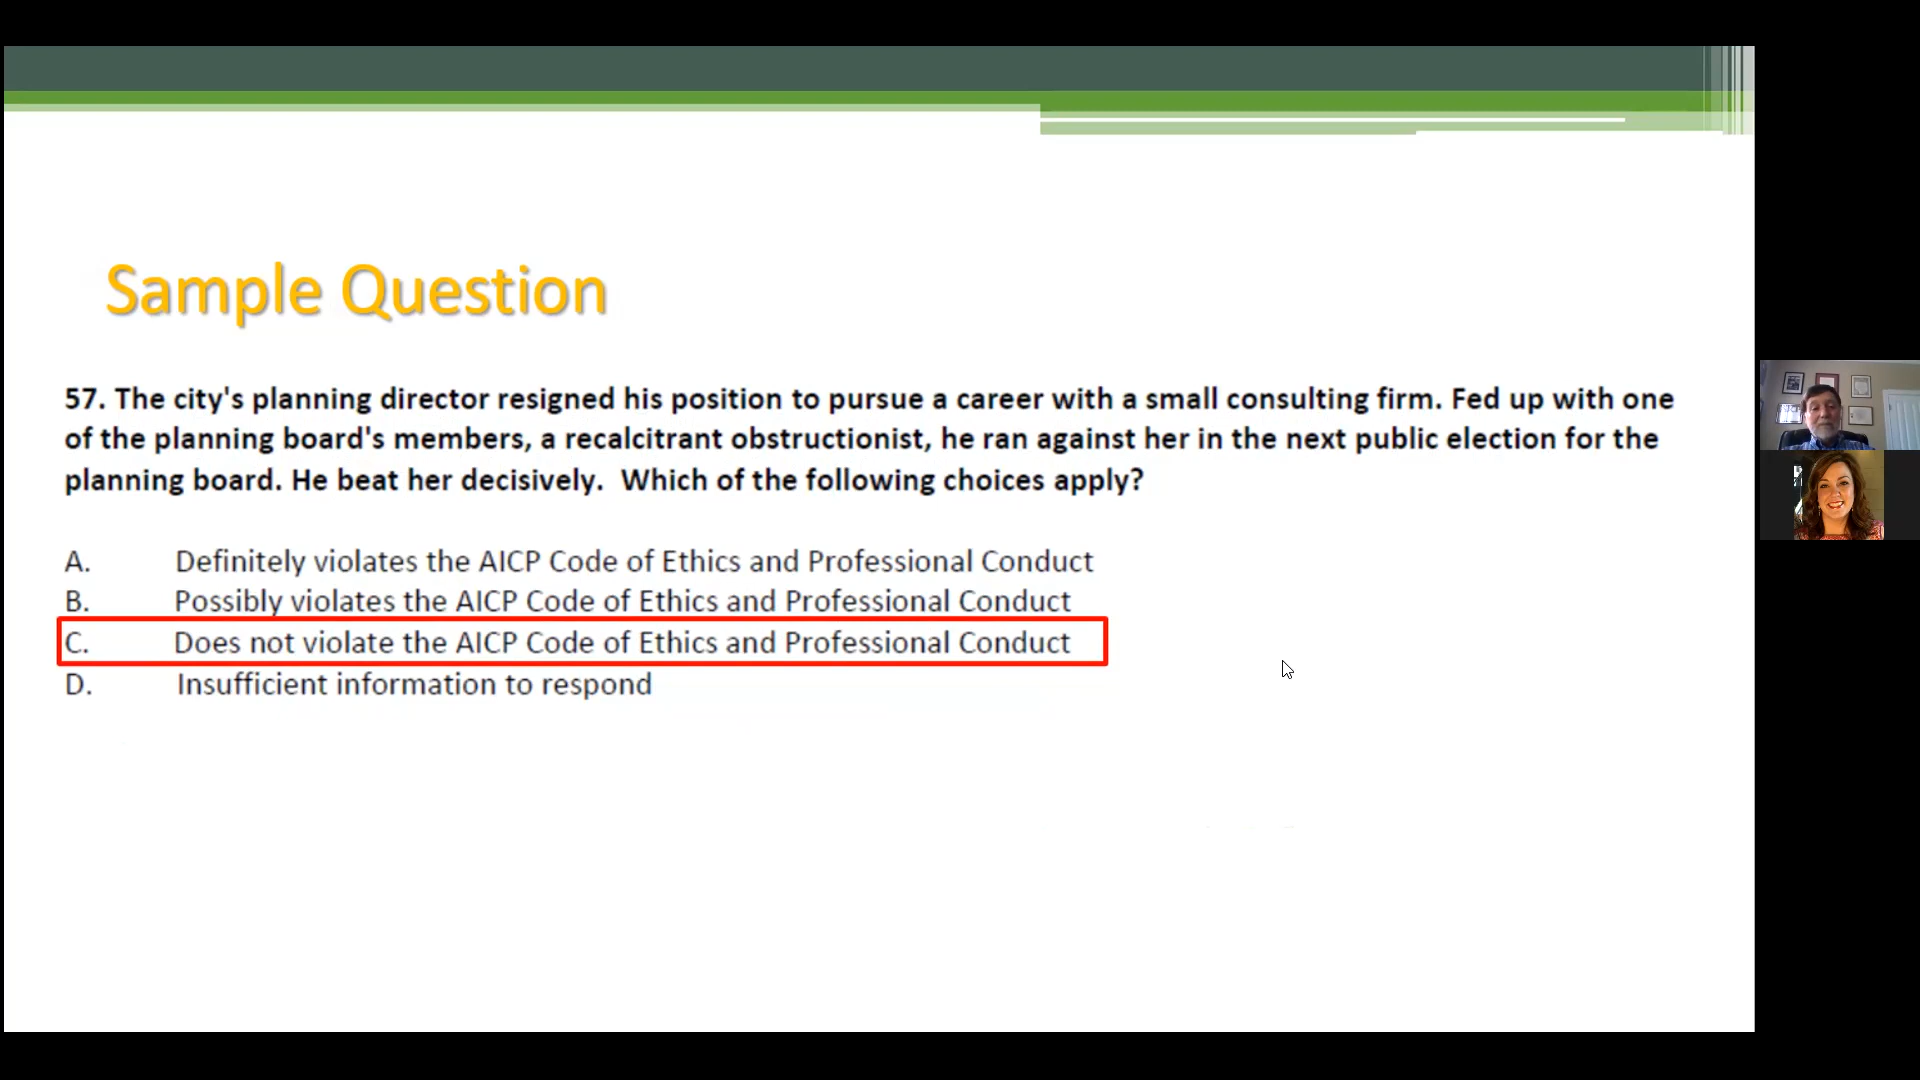 Sample Question
57. The city's planning director resigned his position to pursue a career with a small consulting firm. Fed up with one
of the planning board's members, a recalcitrant obstructionist, he ran against her in the next public election for the
planning board. He beat her decisively.  Which of the following choices apply?
A. Definitely violates the AICP Code of Ethics and Professional Conduct
B. Possibly violates the AICP Code of Ethics and Professional Conduct
C. Does not violate the AICP Code of Ethics and Professional Conduct
D. Insufficient information to respond